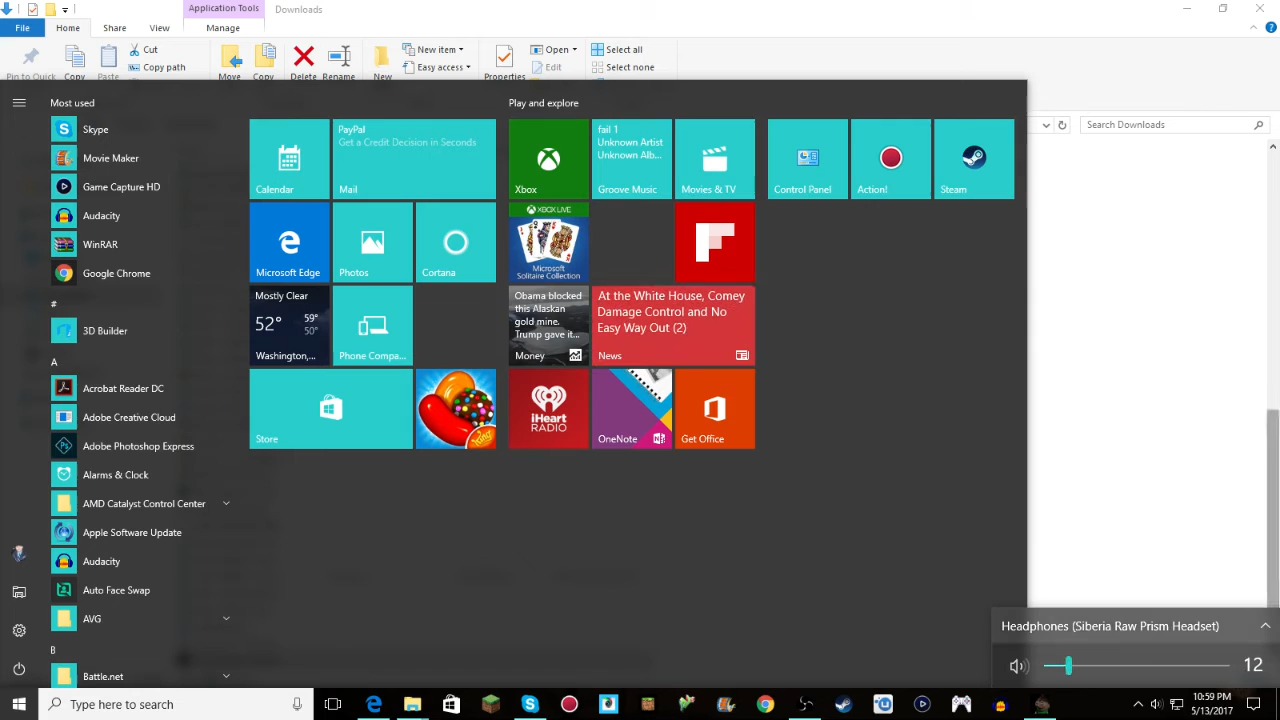 Application Tools
Downloads
File
Home
Share
View
Manage
Cut
Copy path
Pin to Quick
Copy
Paste
Move
Copy
Delete
Rename
New
New item
Easy access
Properties
Open
Edit
Select all
Select none
Search Downloads
Most used
Skype
Movie Maker
Game Capture HD
Audacity
WinRAR
Google Chrome
#
3D Builder
A
Acrobat Reader DC
Adobe Creative Cloud
Adobe Photoshop Express
Alarms & Clock
AMD Catalyst Control Center
Apple Software Update
Audacity
Auto Face Swap
AVG
B
Battle.net
Calendar
PayPal
Get a Credit Decision in Seconds
Mail
Microsoft Edge
Photos
Cortana
Mostly Clear
52°
59°
50°
Washington,...
Phone Compa...
Store
King
Play and explore
Xbox
fail 1
Unknown Artist
Unknown Alb...
Groove Music
Movies & TV
XBOX LIVE
Microsoft
Solitaire Collection
Obama blocked
this Alaskan
gold mine.
Trump gave it...
Money
At the White House, Comey
Damage Control and No
Easy Way Out (2)
News
iHeart
RADIO
OneNote
Get Office
Control Panel
Action!
Steam
Headphones (Siberia Raw Prism Headset)
12
Type here to search
10:59 PM
5/13/2017